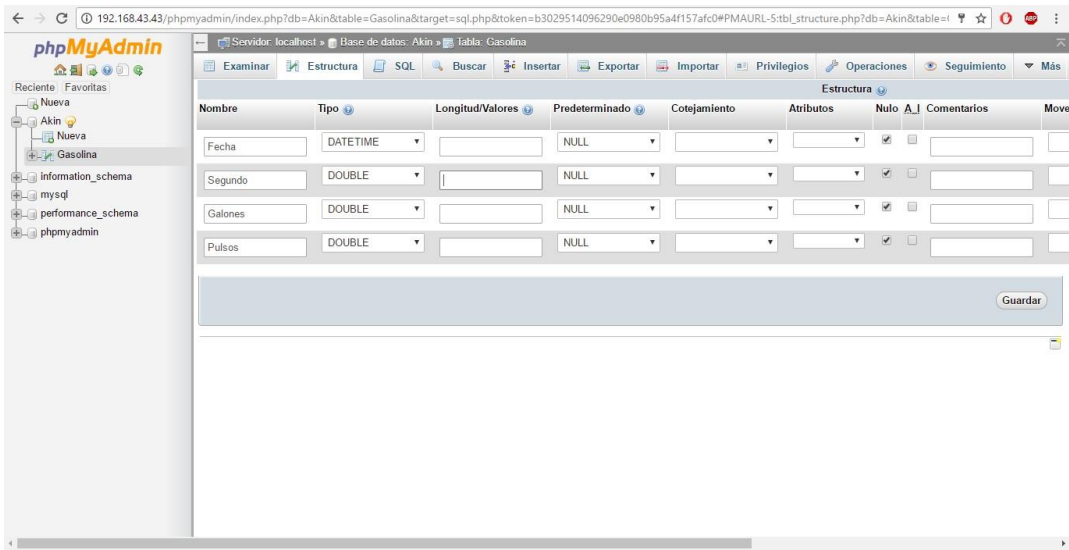 192.168.43.43/phpmyadmin/index.php?db=Akin&table=Gasolina&target=sql.php&token=b3029514096290e0980b95a4f157afc0#PMAURL-5:tbl_structure.php?db=Akin&table=(
ABP
phpMyAdmin
Reciente Favoritas
Nueva
Akin
Nueva
Gasolina
information_schema
mysql
performance_schema
phpmyadmin
Servidor: localhost » Base de datos: Akin » Tabla: Gasolina
Examinar Estructura SQL Buscar Insertar Exportar Importar Privilegios Operaciones Seguimiento Más
Estructura
Nombre Tipo Longitud/Valores Predeterminado Cotejamiento Atributos Nulo A_I Comentarios Move
Fecha DATETIME NULL
Segundo DOUBLE NULL
Galones DOUBLE NULL
Pulsos DOUBLE NULL
Guardar